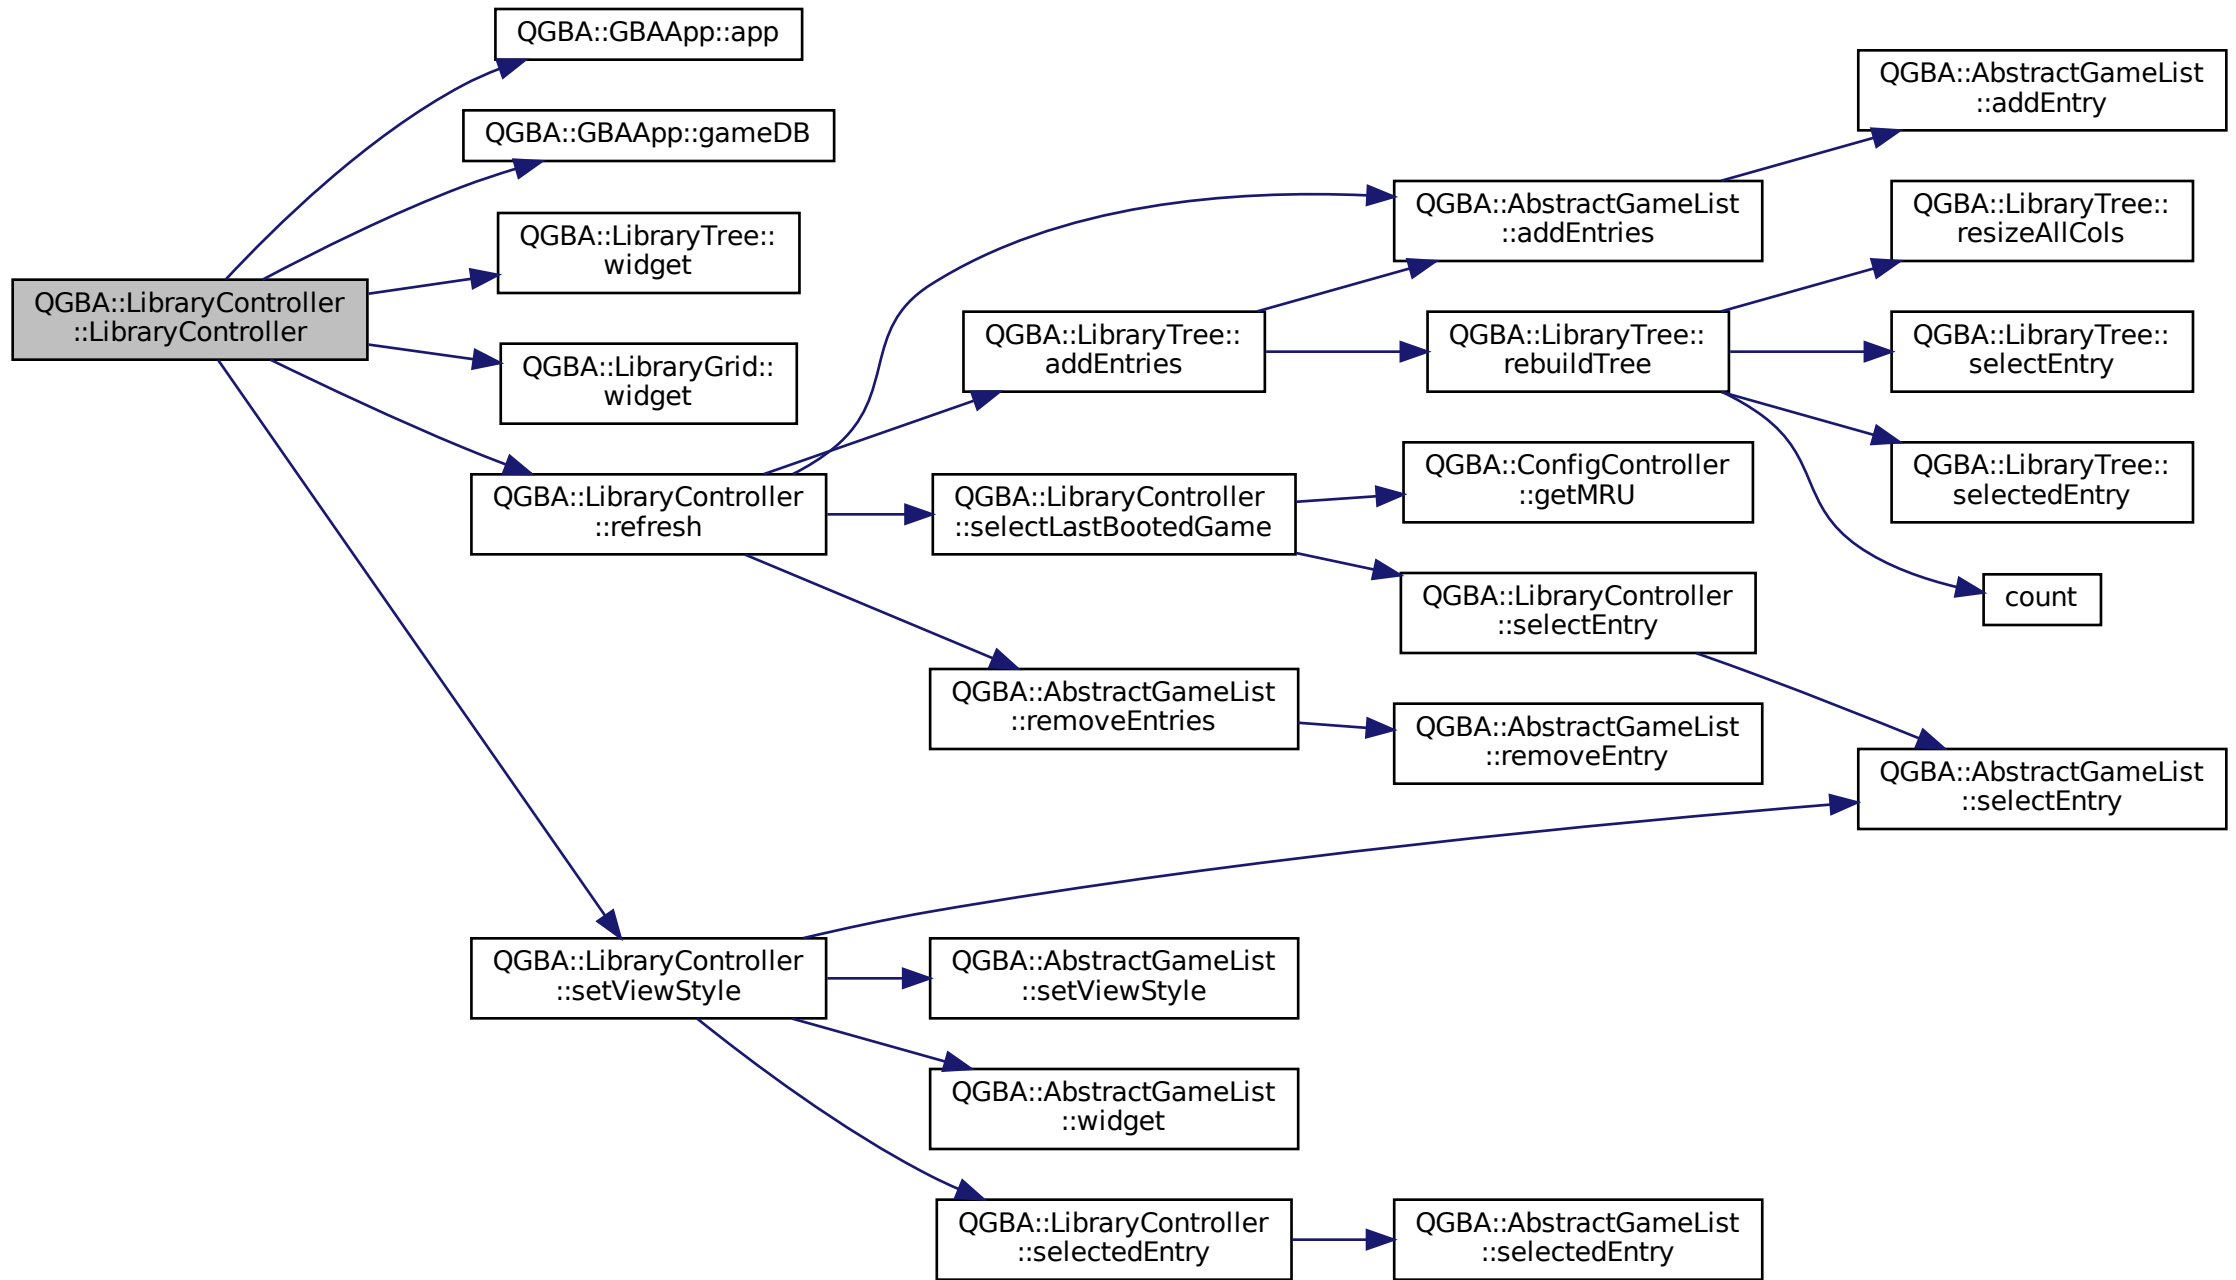 QGBA::GBAApp::app
QGBA::GBAApp::gameDB
QGBA::LibraryTree::
widget
QGBA::LibraryController
::LibraryController
QGBA::LibraryGrid::
widget
QGBA::LibraryController
::refresh
QGBA::LibraryController
::setViewStyle
QGBA::LibraryTree::
addEntries
QGBA::LibraryController
::selectLastBootedGame
QGBA::AbstractGameList
::removeEntries
QGBA::AbstractGameList
::setViewStyle
QGBA::AbstractGameList
::widget
QGBA::LibraryController
::selectedEntry
QGBA::AbstractGameList
::addEntries
QGBA::LibraryTree::
rebuildTree
QGBA::ConfigController
::getMRU
QGBA::LibraryController
::selectEntry
QGBA::AbstractGameList
::removeEntry
QGBA::AbstractGameList
::selectedEntry
QGBA::AbstractGameList
::addEntry
QGBA::LibraryTree::
resizeAllCols
QGBA::LibraryTree::
selectEntry
QGBA::LibraryTree::
selectedEntry
count
QGBA::AbstractGameList
::selectEntry